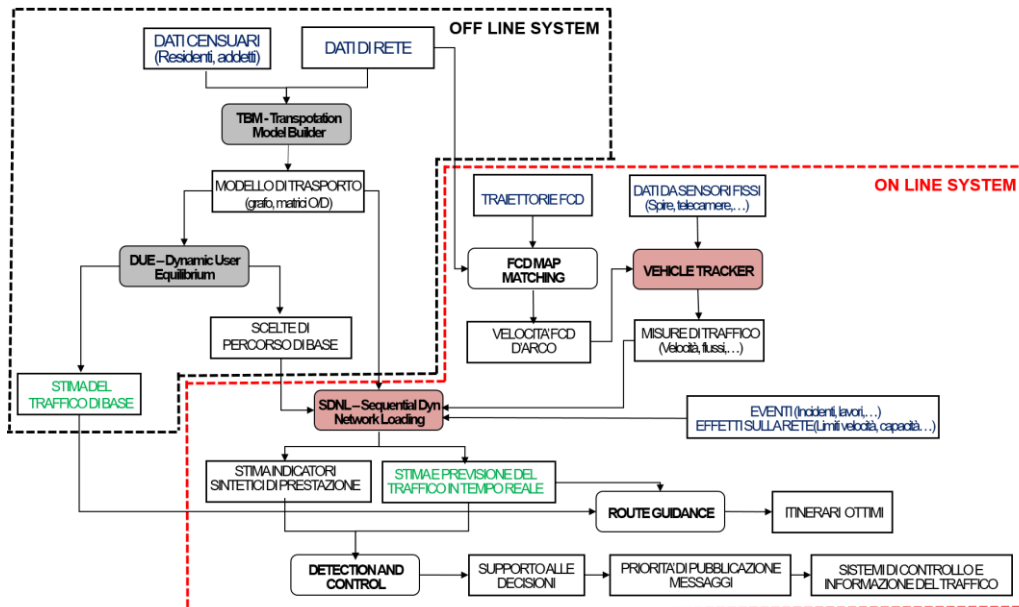 OFF LINE SYSTEM
DATI CENSUARI
(Residenti, addetti)
DATI DI RETE
TBM - Transpotation
Model Builder
ON LINE SYSTEM
MODELLO DI TRASPORTO
(grafo, matrici O/D)
TRAIETTORIE FCD
DATI DA SENSORI FISSI
(Spire, telecamere,…)
DUE – Dynamic User
Equilibrium
FCD MAP
MATCHING
VEHICLE TRACKER
SCELTE DI
PERCORSO DI BASE
VELOCITA' FCD
D'ARCO
MISURE DI TRAFFICO
(Velocità, flussi,…)
STIMA DEL
TRAFFICO DI BASE
SDNL – Sequential Dyn
Network Loading
EVENTI (Incidenti, lavori,…)
EFFETTI SULLA RETE (Limiti velocità, capacità…)
STIMA INDICATORI
SINTETICI DI PRESTAZIONE
STIMA E PREVISIONE DEL
TRAFFICO IN TEMPO REALE
ROUTE GUIDANCE
ITINERARI OTTIMI
DETECTION AND
CONTROL
SUPPORTO ALLE
DECISIONI
PRIORITA' DI PUBBLICAZIONE
MESSAGGI
SISTEMI DI CONTROLLO E
INFORMAZIONE DEL TRAFFICO